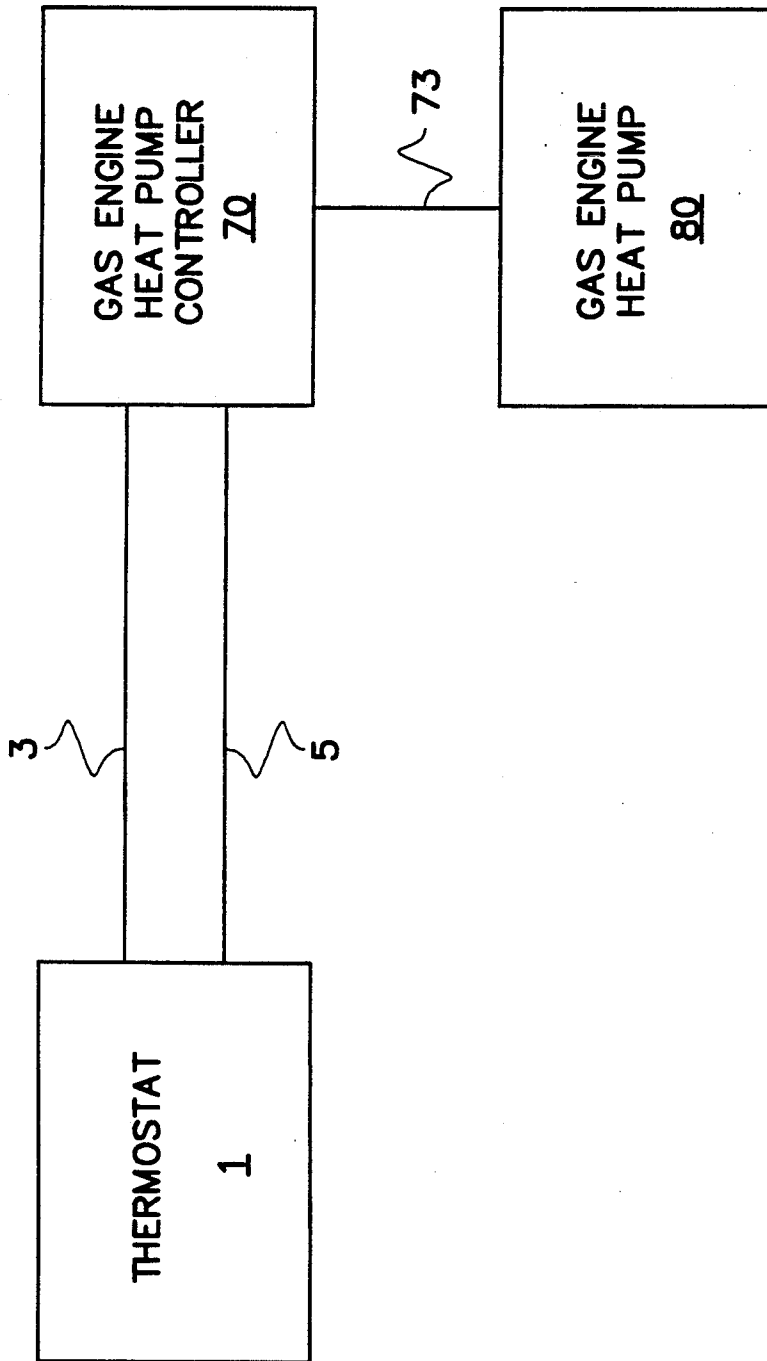 THERMOSTAT
1
3
5
GAS ENGINE
HEAT PUMP
CONTROLLER
70
73
GAS ENGINE
HEAT PUMP
80